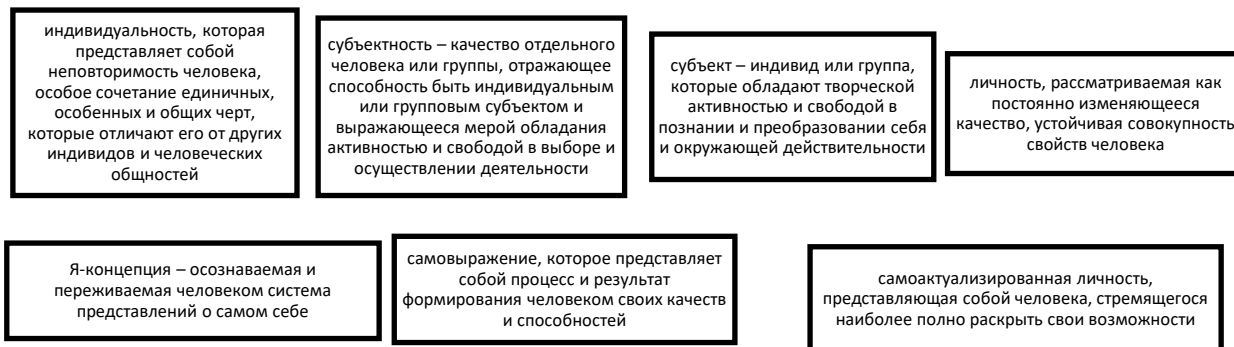 индивидуальность, которая
представляет собой
неповторимость человека,
особое сочетание единичных,
особенных и общих черт,
которые отличают его от других
индивидов и человеческих
общностей
субъектность – качество отдельного
человека или группы, отражающее
способность быть индивидуальным
или групповым субъектом и
выражающееся мерой обладания
активностью и свободой в выборе и
осуществлении деятельности
субъект – индивид или группа,
которые обладают творческой
активностью и свободой в
познании и преобразовании себя
и окружающей действительности
личность, рассматриваемая как
постоянно изменяющееся
качество, устойчивая совокупность
свойств человека
Я-концепция – осознаваемая и
переживаемая человеком система
представлений о самом себе
самовыражение, которое представляет
собой процесс и результат
формирования человеком своих качеств
и способностей
самоактуализированная личность,
представляющая собой человека, стремящегося
наиболее полно раскрыть свои возможности